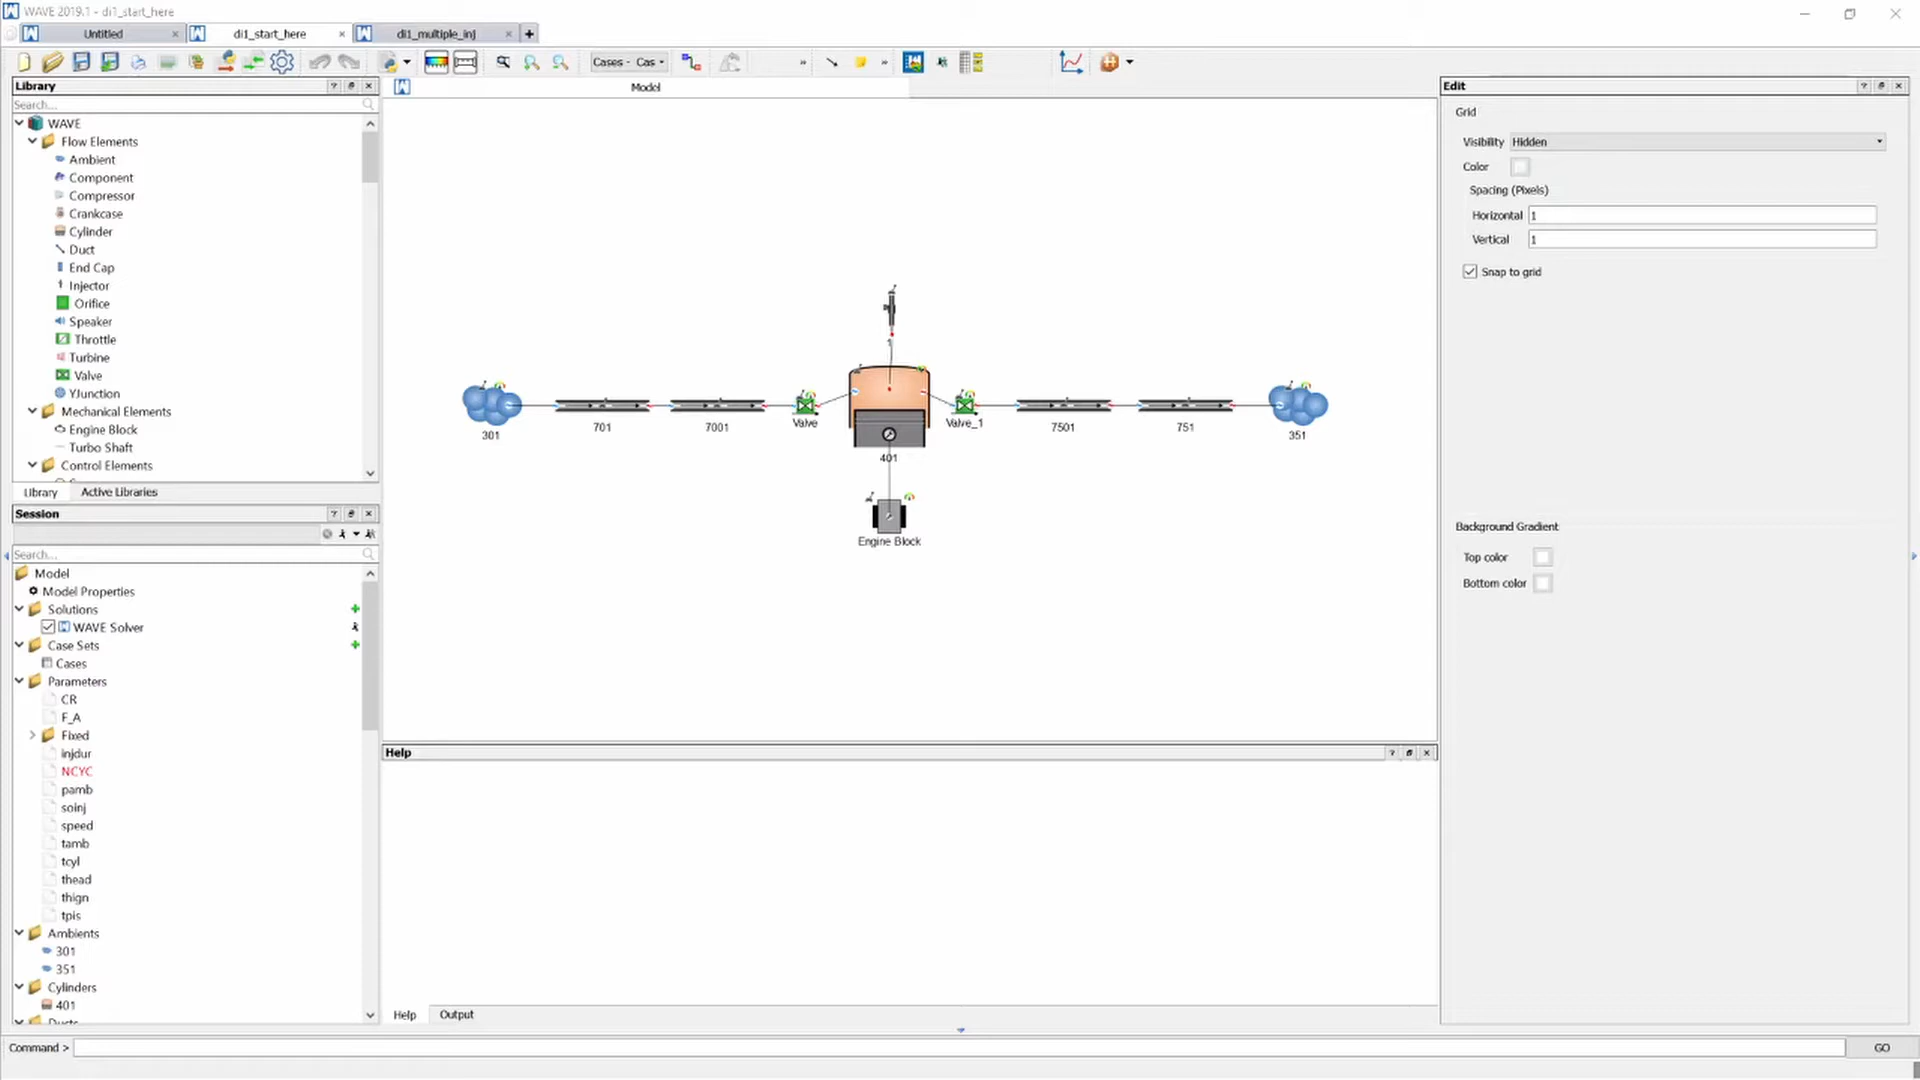 WAVE 2019.1 - di1_start_here
Untitled
di1_start_here
di1_multiple_inj
Cases - Cas
Library
Search...
WAVE
Flow Elements
Ambient
Component
Compressor
Crankcase
Cylinder
Duct
End Cap
Injector
Orifice
Speaker
Throttle
Turbine
Valve
YJunction
Mechanical Elements
Engine Block
Turbo Shaft
Control Elements
Library
Active Libraries
Session
Search...
Model
Model Properties
Solutions
WAVE Solver
Case Sets
Cases
Parameters
CR
F_A
Fixed
injdur
NCYC
pamb
soinj
speed
tamb
tcyl
thead
thign
tpis
Ambients
301
351
Cylinders
401
Ducts
Model
1
301
701
7001
Valve
Valve_1
7501
751
351
401
Engine Block
Help
Help
Output
Edit
Grid
Visibility Hidden
Color
Spacing (Pixels)
Horizontal 1
Vertical 1
Snap to grid
Background Gradient
Top color
Bottom color
Command >
GO